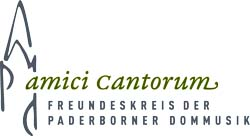 amici cantorum
FREUNDESKREIS DER
PADERBORNER DOMMUSIK